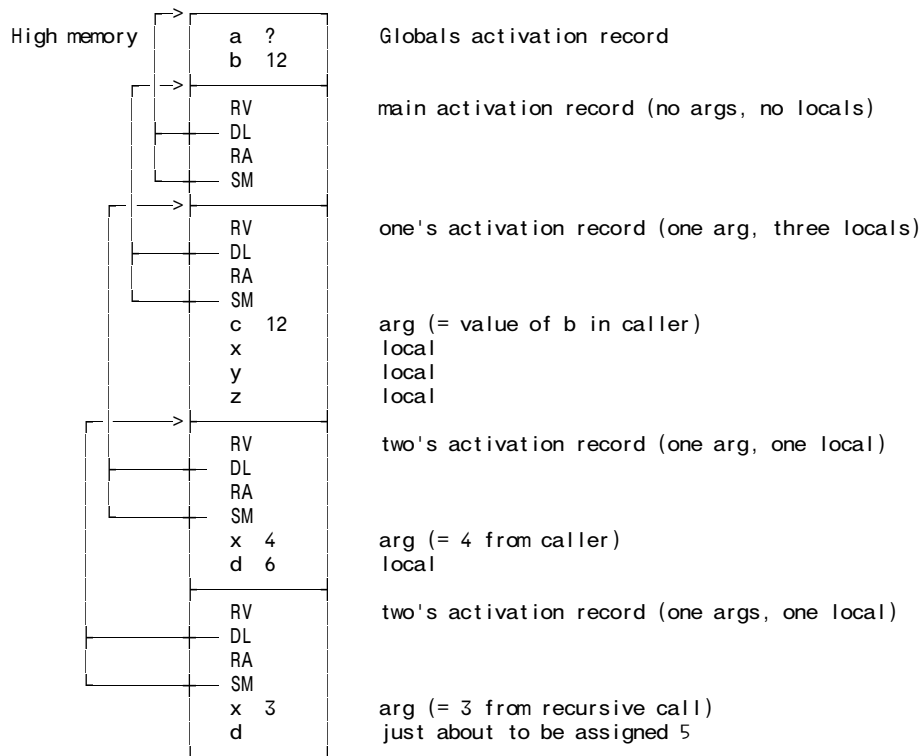 High memory a ? Globals activation record
b 12
RV main activation record (no args, no locals)
DL
RA
SM
RV one's activation record (one arg, three locals)
DL
RA
SM
c 12 arg (= value of b in caller)
x local
y local
z local
RV two's activation record (one arg, one local)
DL
RA
SM
x 4 arg (= 4 from caller)
d 6 local
RV two's activation record (one args, one local)
DL
RA
SM
x 3 arg (= 3 from recursive call)
d just about to be assigned 5